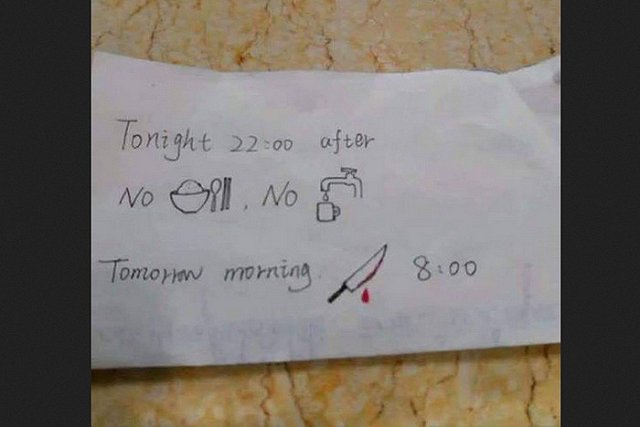 Tonight 22:00 after
No , No
Tomorrow morning. 8:00